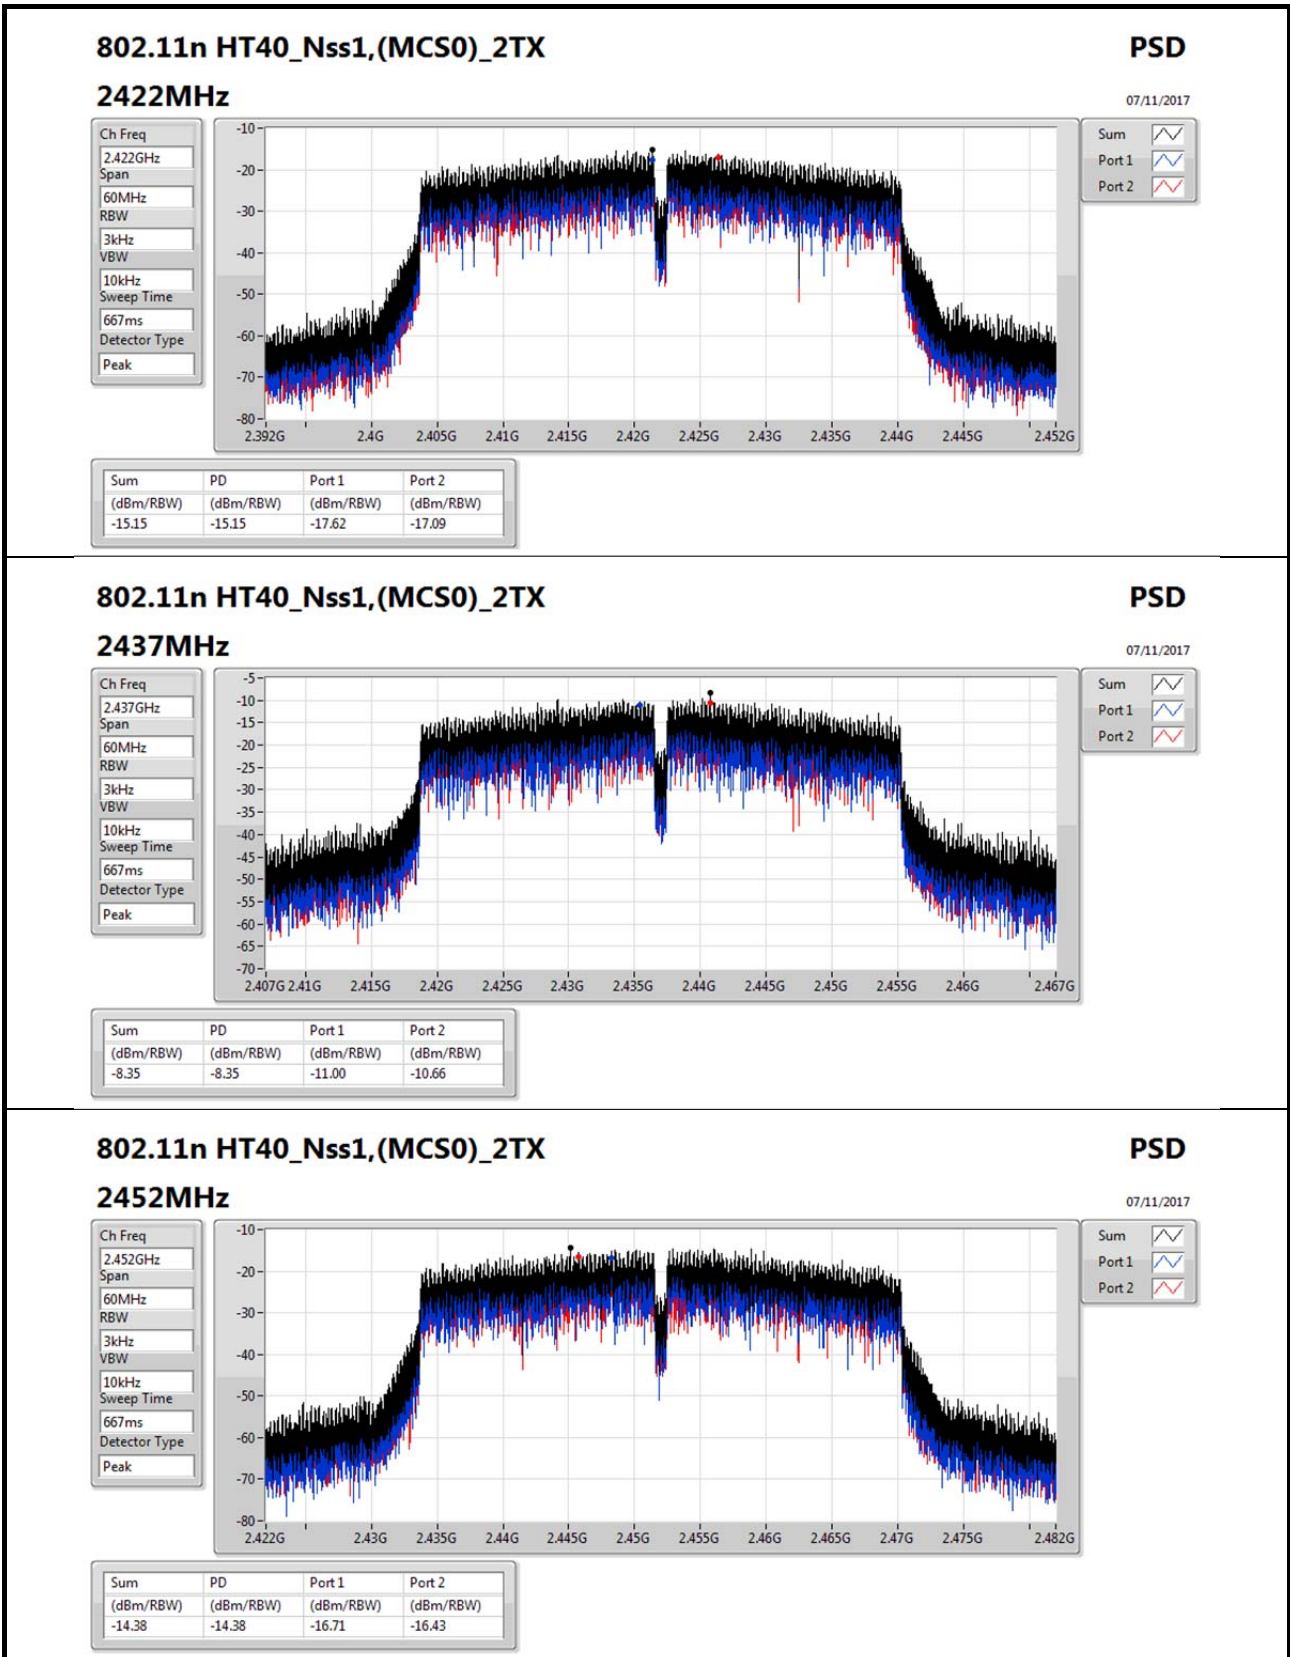 802.11n HT40_Nss1,(MCS0)_2TX PSD
2422MHz 07/11/2017
Ch Freq
2.422GHz
Span
60MHz
RBW
3kHz
VBW
10kHz
Sweep Time
667ms
Detector Type
Peak
-10
-20
-30
-40
-50
-60
-70
-80
2.392G 2.4G 2.405G 2.41G 2.415G 2.42G 2.425G 2.43G 2.435G 2.44G 2.445G 2.452G
Sum
Port 1
Port 2
Sum PD Port 1 Port 2
(dBm/RBW) (dBm/RBW) (dBm/RBW) (dBm/RBW)
-15.15 -15.15 -17.62 -17.09
802.11n HT40_Nss1,(MCS0)_2TX PSD
2437MHz 07/11/2017
Ch Freq
2.437GHz
Span
60MHz
RBW
3kHz
VBW
10kHz
Sweep Time
667ms
Detector Type
Peak
-5
-10
-15
-20
-25
-30
-35
-40
-45
-50
-55
-60
-65
-70
2.407G 2.41G 2.415G 2.42G 2.425G 2.43G 2.435G 2.44G 2.445G 2.45G 2.455G 2.46G 2.467G
Sum
Port 1
Port 2
Sum PD Port 1 Port 2
(dBm/RBW) (dBm/RBW) (dBm/RBW) (dBm/RBW)
-8.35 -8.35 -11.00 -10.66
802.11n HT40_Nss1,(MCS0)_2TX PSD
2452MHz 07/11/2017
Ch Freq
2.452GHz
Span
60MHz
RBW
3kHz
VBW
10kHz
Sweep Time
667ms
Detector Type
Peak
-10
-20
-30
-40
-50
-60
-70
-80
2.422G 2.43G 2.435G 2.44G 2.445G 2.45G 2.455G 2.46G 2.465G 2.47G 2.475G 2.482G
Sum
Port 1
Port 2
Sum PD Port 1 Port 2
(dBm/RBW) (dBm/RBW) (dBm/RBW) (dBm/RBW)
-14.38 -14.38 -16.71 -16.43